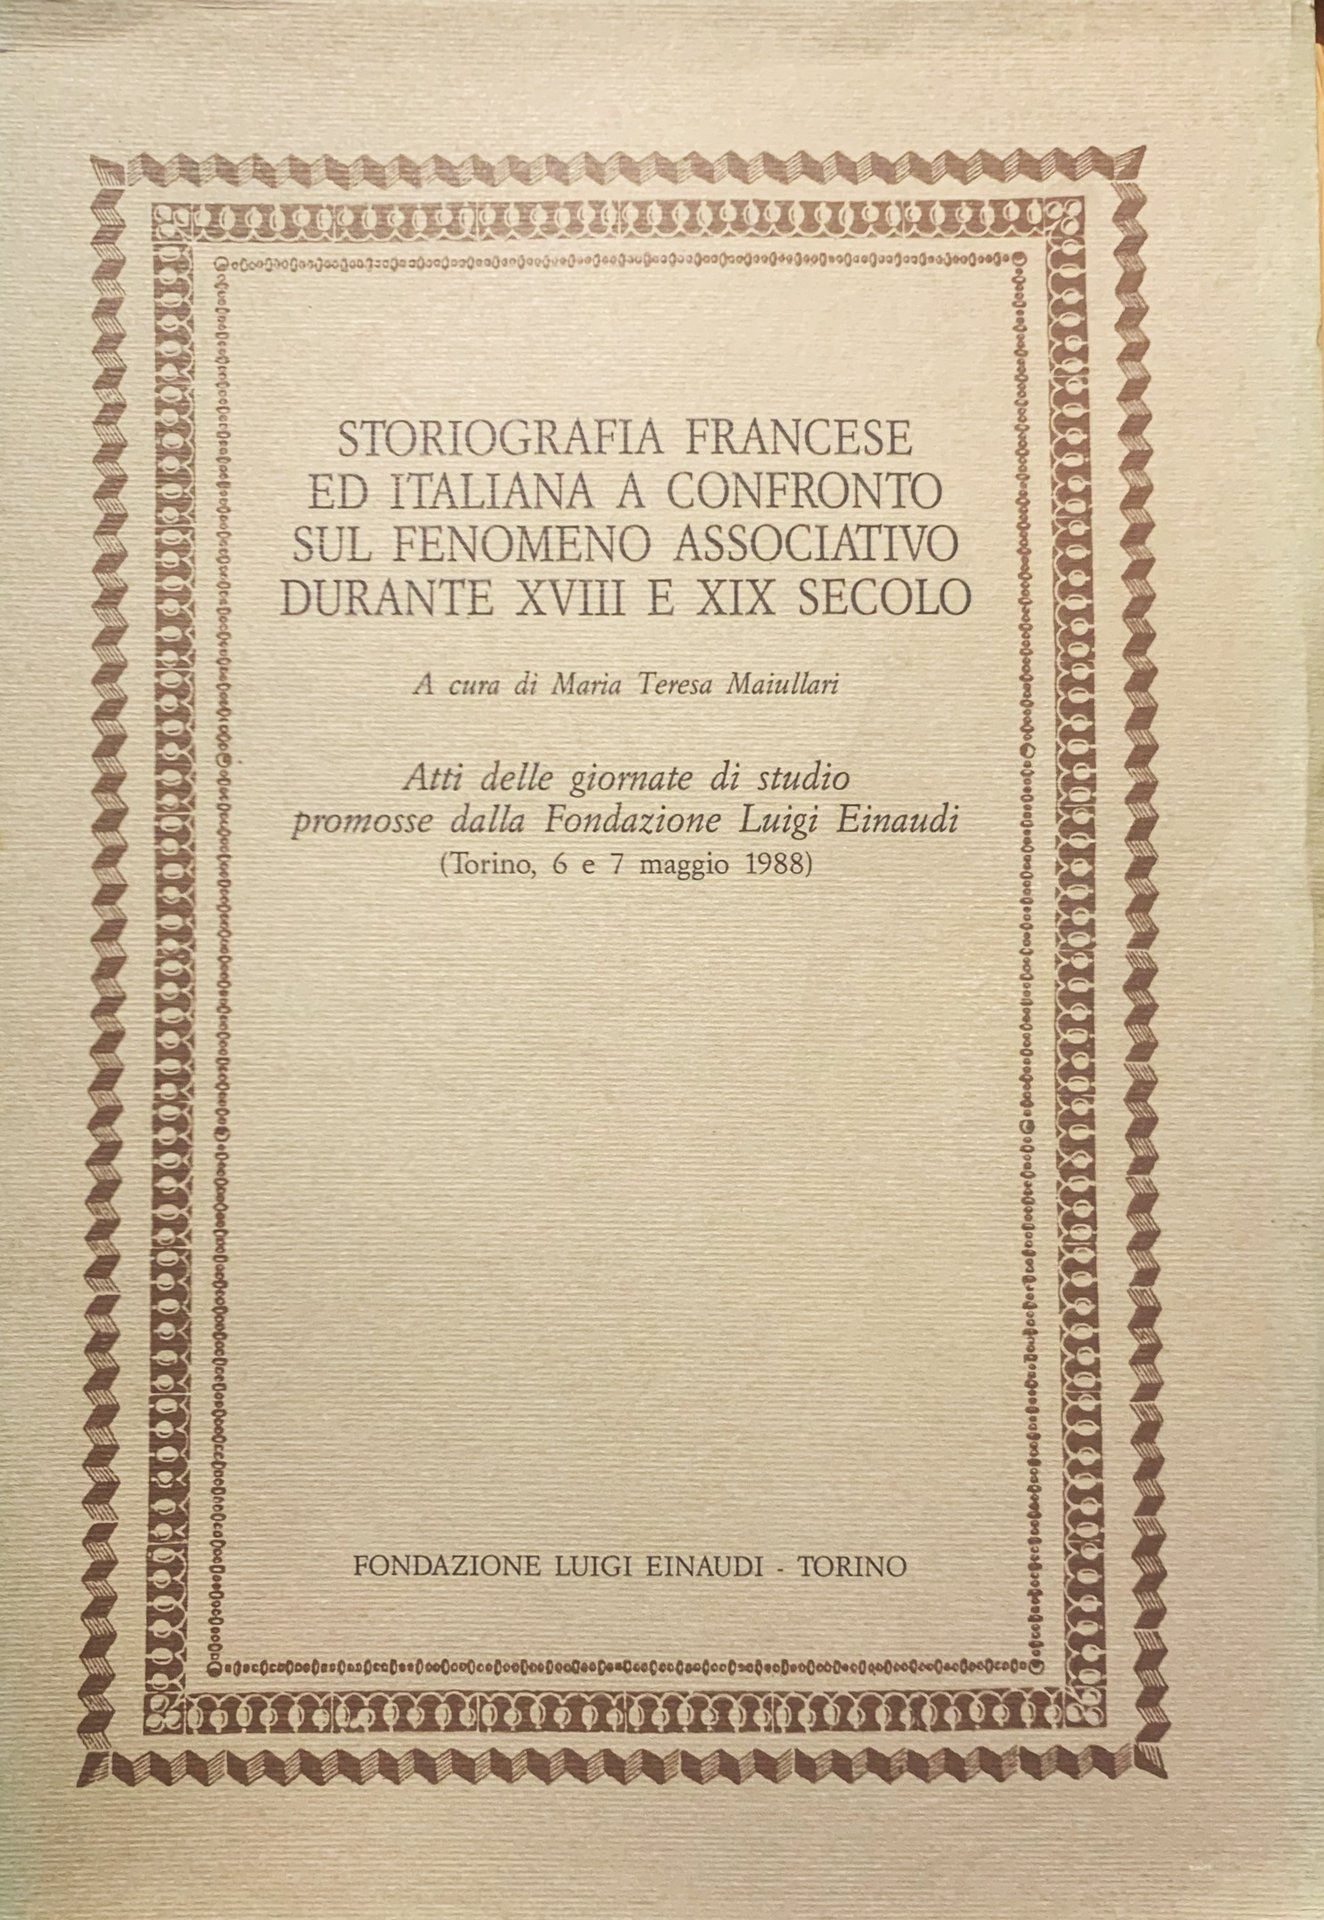 STORIOGRAFIA FRANCESE
ED ITALIANA A CONFRONTO
SUL FENOMENO ASSOCIATIVO
DURANTE XVIII E XIX SECOLO
A cura di Maria Teresa Maiullari
Atti delle giornate di studio
promosse dalla Fondazione Luigi Einaudi
(Torino, 6 e 7 maggio 1988)
FONDAZIONE LUIGI EINAUDI - TORINO